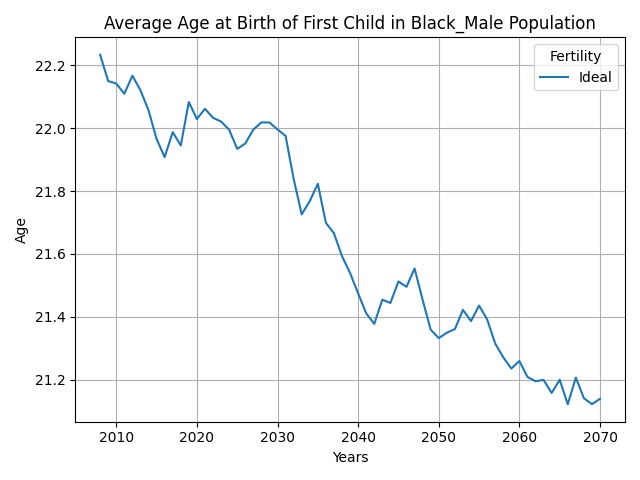 Average Age at Birth of First Child in Black_Male Population
Fertility
Ideal
Age
22.2
22.0
21.8
21.6
21.4
21.2
2010 2020 2030 2040 2050 2060 2070
Years